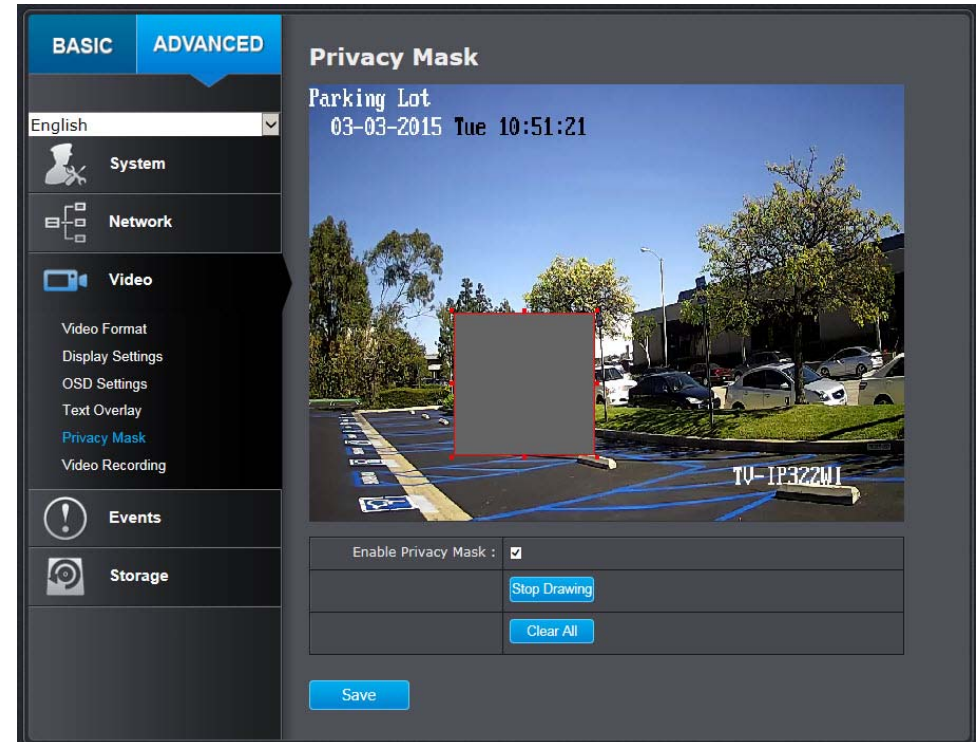 BASIC
ADVANCED
English
System
Network
Video
Video Format
Display Settings
OSD Settings
Text Overlay
Privacy Mask
Video Recording
Events
Storage
Privacy Mask
Parking Lot
03-03-2015 Tue 10:51:21
TV-IP322WI
Enable Privacy Mask :
Stop Drawing
Clear All
Save